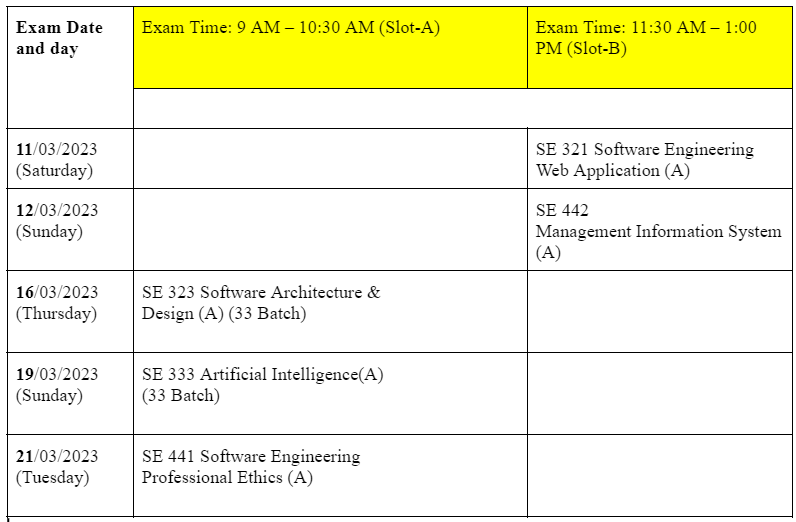 Exam Date
and day
Exam Time: 9 AM – 10:30 AM (Slot-A)
Exam Time: 11:30 AM – 1:00
PM (Slot-B)
11/03/2023
(Saturday)
SE 321 Software Engineering
Web Application (A)
12/03/2023
(Sunday)
SE 442
Management Information System
(A)
16/03/2023
(Thursday)
SE 323 Software Architecture &
Design (A) (33 Batch)
19/03/2023
(Sunday)
SE 333 Artificial Intelligence(A)
(33 Batch)
21/03/2023
(Tuesday)
SE 441 Software Engineering
Professional Ethics (A)